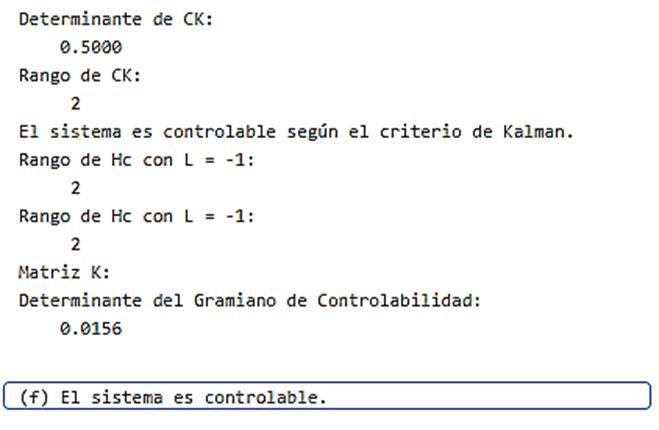 Determinante de CK:
0.5000
Rango de CK:
2
El sistema es controlable según el criterio de Kalman.
Rango de Hc con L = -1:
2
Rango de Hc con L = -1:
2
Matriz K:
Determinante del Gramiano de Controlabilidad:
0.0156
(f) El sistema es controlable.